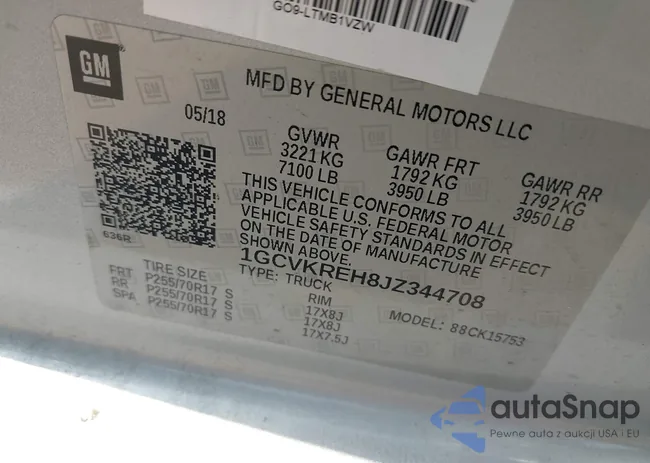 GO9-LTMB1VZW
GM
MFD BY GENERAL MOTORS LLC
05/18
GVWR
3221 KG
7100 LB
GAWR FRT
1792 KG
3950 LB
GAWR RR
1792 KG
3950 LB
THIS VEHICLE CONFORMS TO ALL
APPLICABLE U.S. FEDERAL MOTOR
VEHICLE SAFETY STANDARDS IN EFFECT
ON THE DATE OF MANUFACTURE
SHOWN ABOVE
636R
1GCVKREH8JZ344708
TYPE: TRUCK
MODEL: 88CK15753
TIRE SIZE
RIM
FRT P255/70R17 S 17X8J
RR P255/70R17 S 17X8J
SPA P255/70R17 S 17X7.5J
autaSnap
Pewne auta z aukcji USA i EU